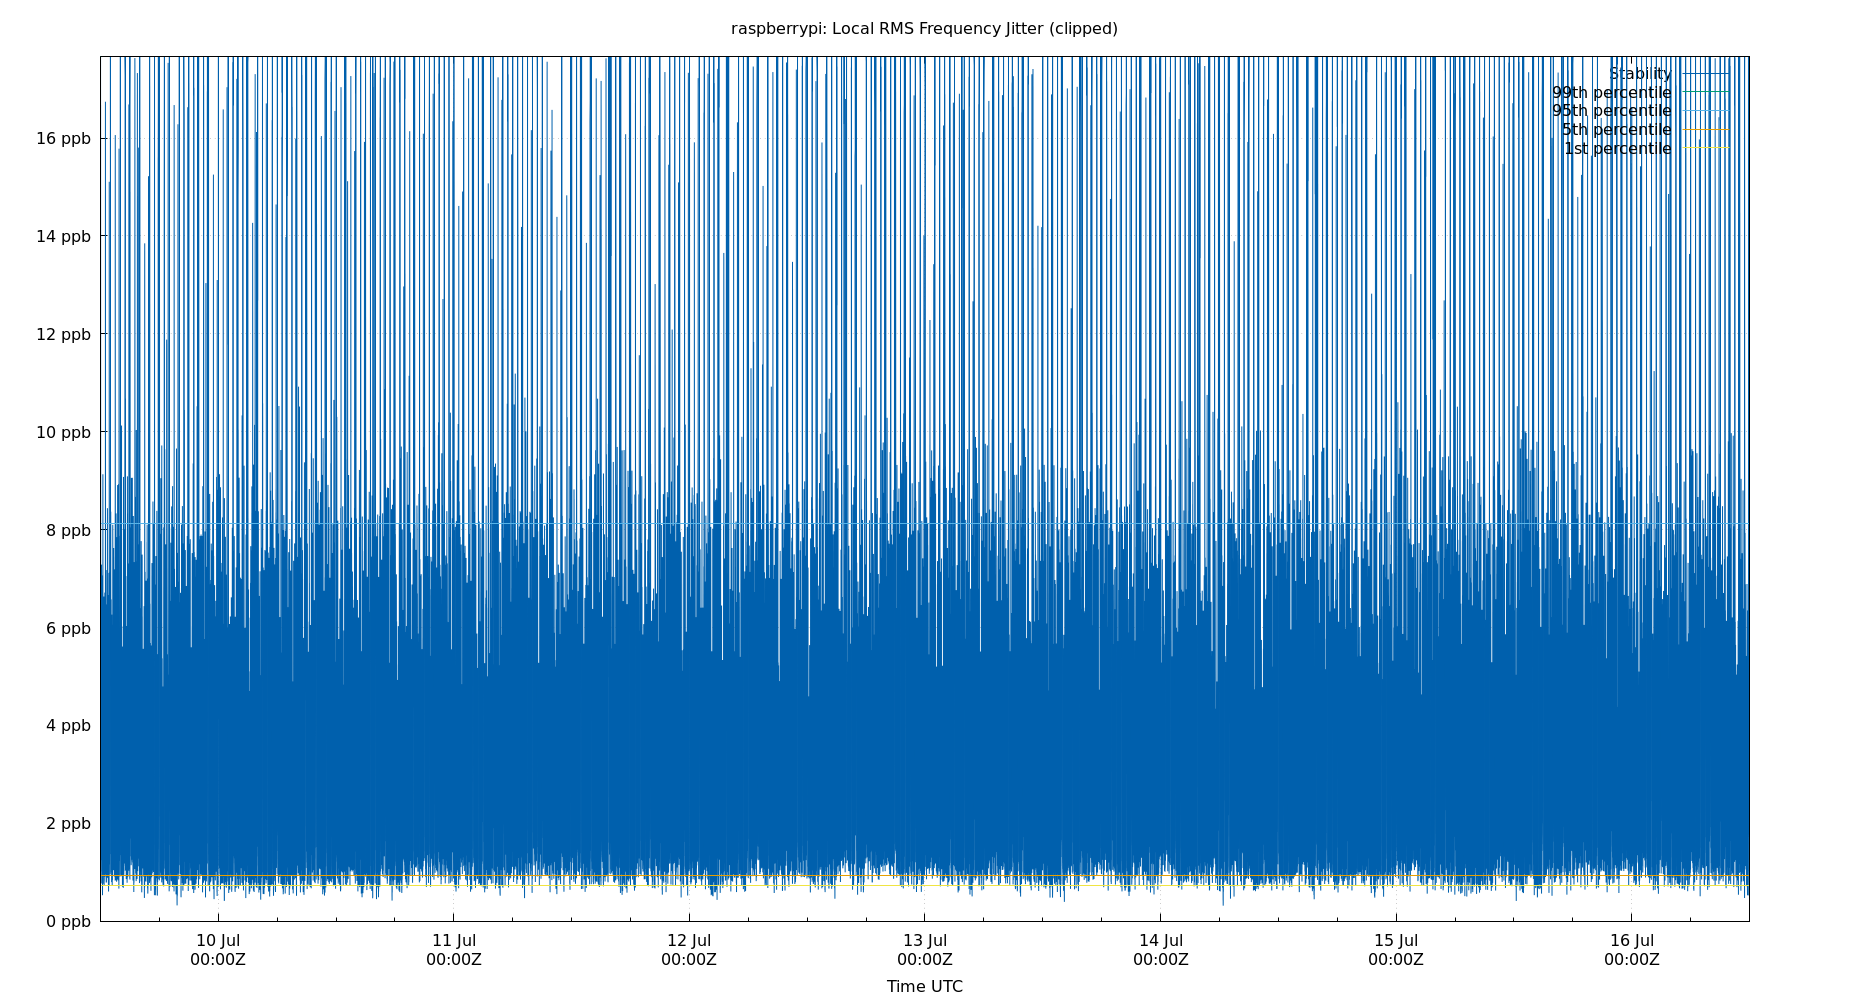 raspberrypi: Local RMS Frequency Jitter (clipped)
Stability
99th percentile
95th percentile
5th percentile
1st percentile
16 ppb
14 ppb
12 ppb
10 ppb
8 ppb
6 ppb
4 ppb
2 ppb
0 ppb
10 Jul 11 Jul 12 Jul 13 Jul 14 Jul 15 Jul 16 Jul
00:00Z 00:00Z 00:00Z 00:00Z 00:00Z 00:00Z 00:00Z
Time UTC